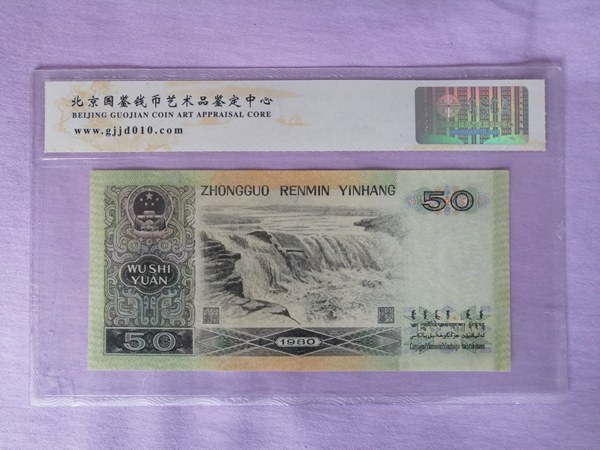 北京国鉴钱币艺术品鉴定中心
BEIJING GUOJIAN COIN ART APPRAISAL CORE
www.gjjd010.com
ZHONGGUO RENMIN YINHANG
50
WU SHI
YUAN
50
1980